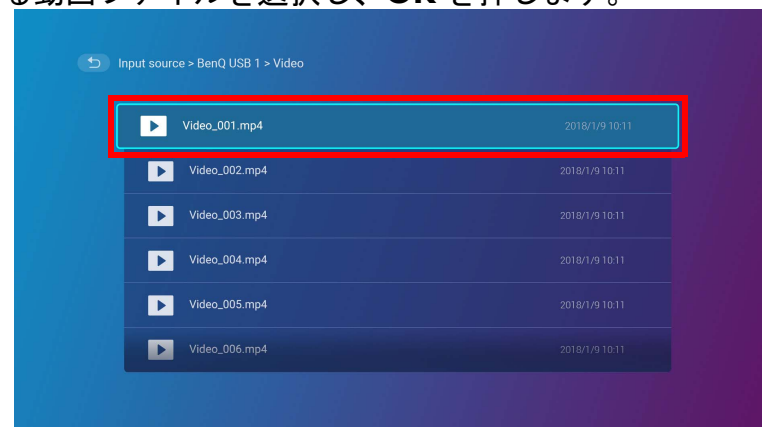 る動画ファイルを選択し、OK を押します。
Input source > BenQ USB 1 > Video
Video_001.mp4 2018/1/9 10:11
Video_002.mp4 2018/1/9 10:11
Video_003.mp4 2018/1/9 10:11
Video_004.mp4 2018/1/9 10:11
Video_005.mp4 2018/1/9 10:11
Video_006.mp4 2018/1/9 10:11